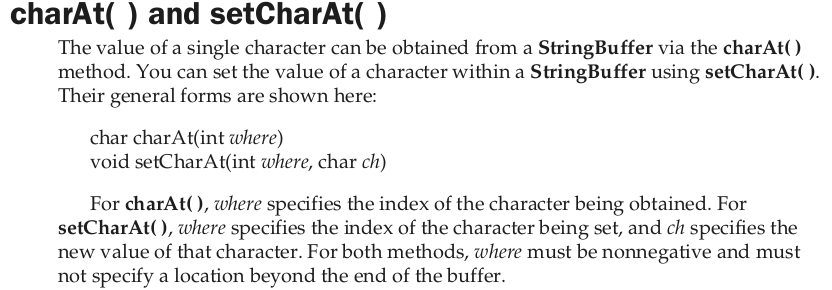 charAt( ) and setCharAt( )
The value of a single character can be obtained from a StringBuffer via the charAt( )
method. You can set the value of a character within a StringBuffer using setCharAt( ).
Their general forms are shown here:
char charAt(int where)
void setCharAt(int where, char ch)
For charAt( ), where specifies the index of the character being obtained. For
setCharAt( ), where specifies the index of the character being set, and ch specifies the
new value of that character. For both methods, where must be nonnegative and must
not specify a location beyond the end of the buffer.